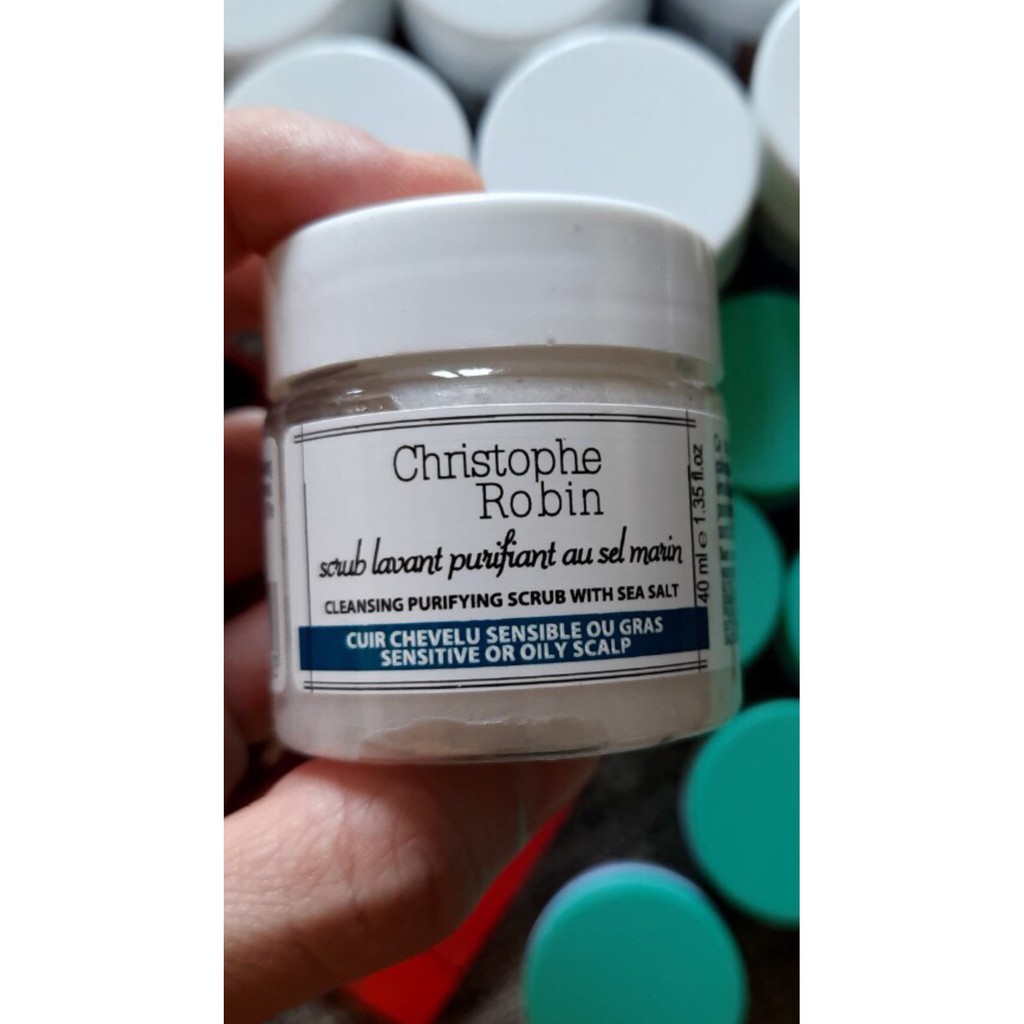 Christophe
Robin
scrub lavant purifiant au sel marin
CLEANSING PURIFYING SCRUB WITH SEA SALT
CUIR CHEVELU SENSIBLE OU GRAS
SENSITIVE OR OILY SCALP
40 ml e 1.35 fl.oz